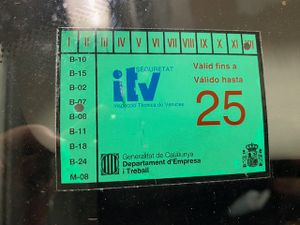 I II III IV V VI VII VIII IX X XI XII
B-10
B-15
B-02
B-07
B-08
B-11
B-18
B-24
M-08
SEGURETAT
itv
Inspecció Tècnica de Vehicles
Vàlid fins a
Válido hasta
25
Generalitat de Catalunya
Departament d'Empresa
i Treball